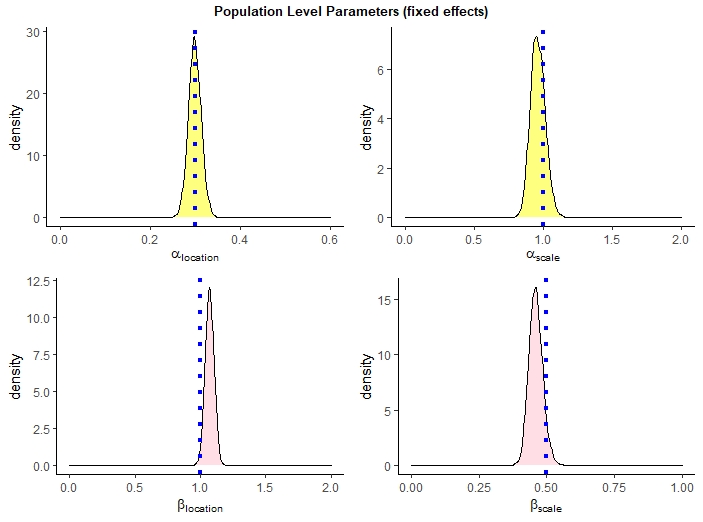 Population Level Parameters (fixed effects)
30
20
10
0
density
0.0 0.2 0.4 0.6
αlocation
6
4
2
0
density
0.0 0.5 1.0 1.5 2.0
αscale
12.5
10.0
7.5
5.0
2.5
0.0
density
0.0 0.5 1.0 1.5 2.0
βlocation
15
10
5
0
density
0.00 0.25 0.50 0.75 1.00
βscale